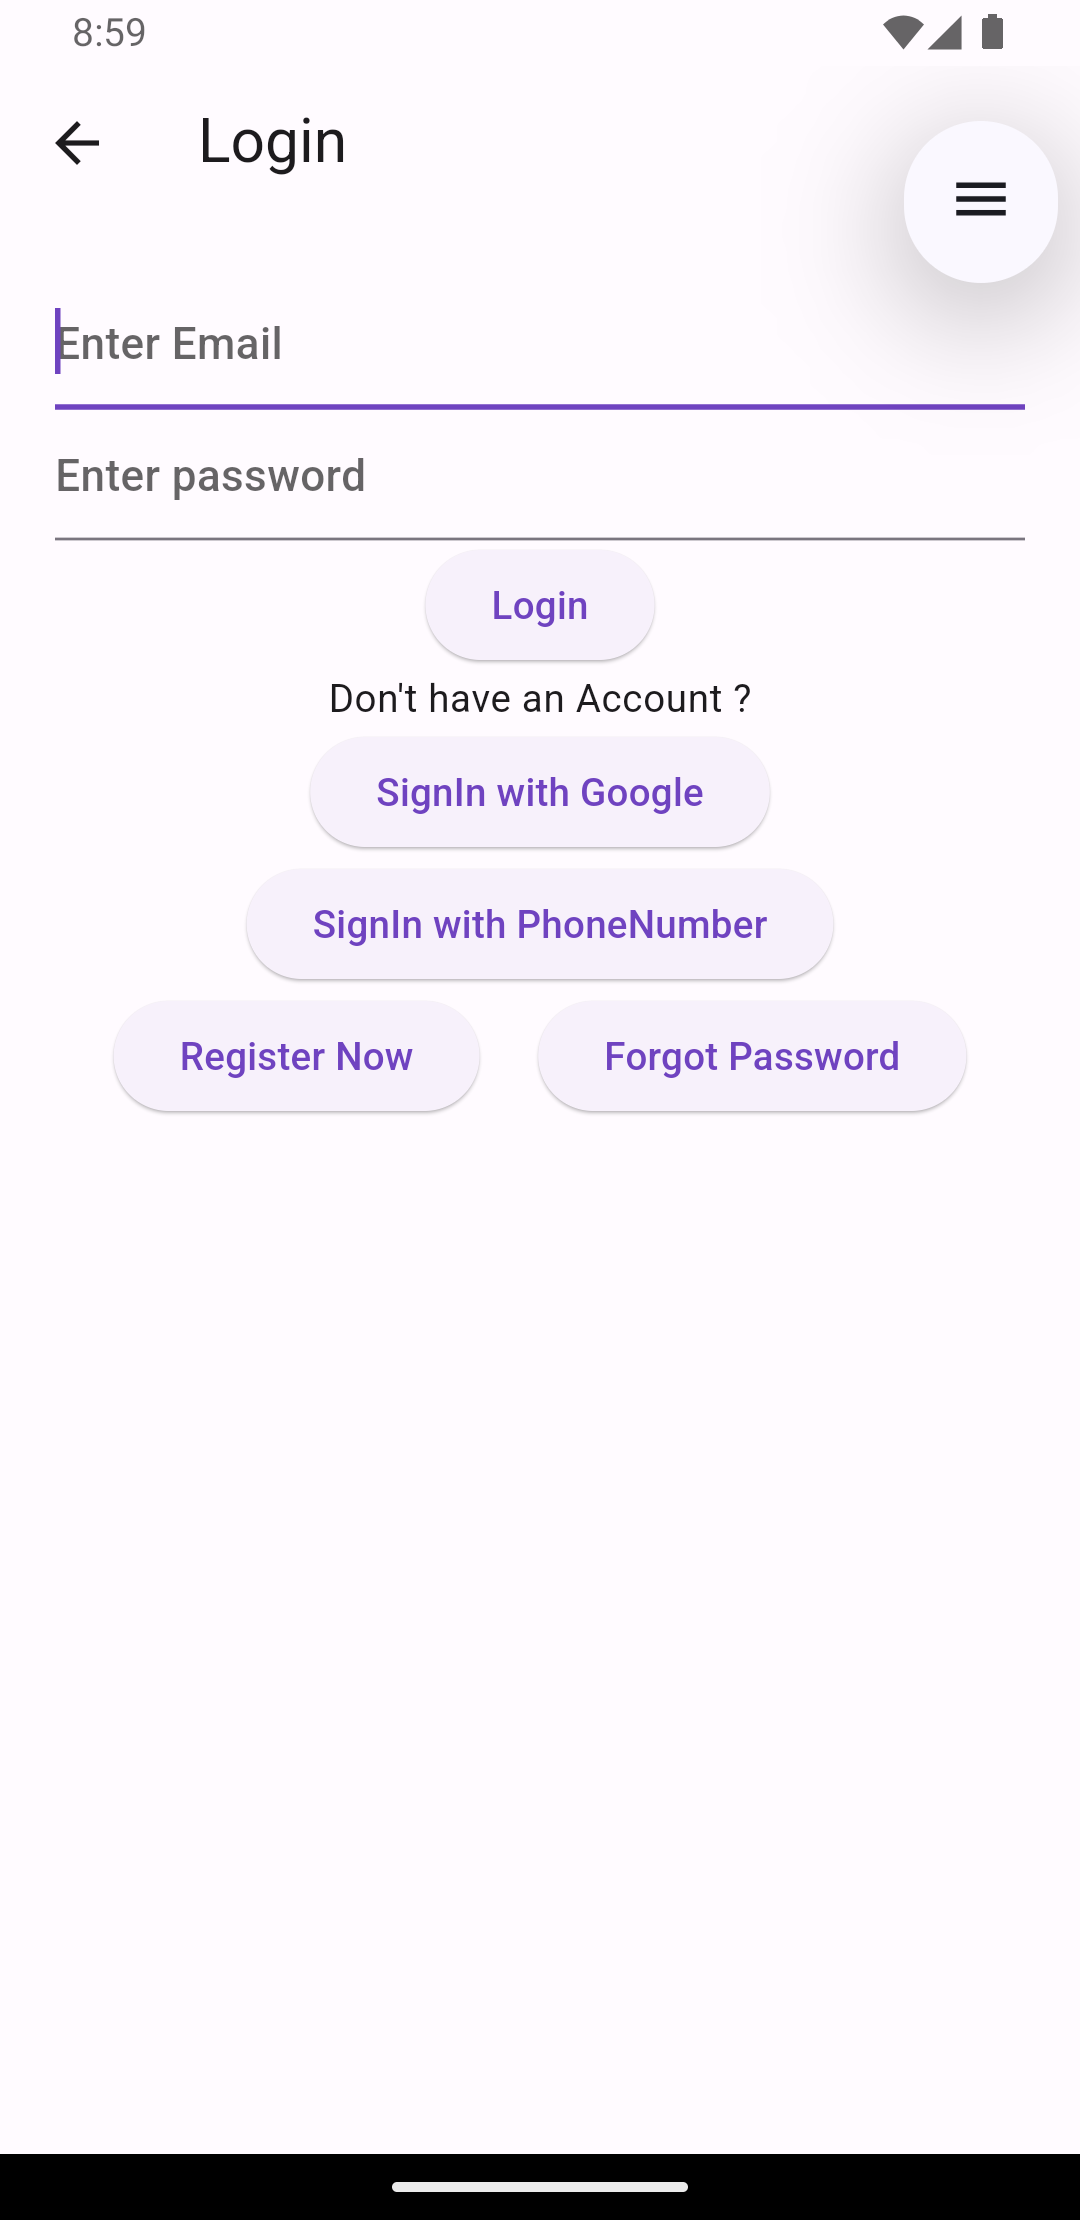 8:59
Login
Enter Email
Enter password
Login
Don't have an Account ?
SignIn with Google
SignIn with PhoneNumber
Register Now
Forgot Password